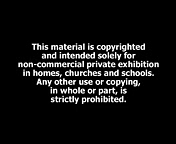 This material is copyrighted
and intended solely for
non-commercial private exhibition
in homes, churches and schools.
Any other use or copying,
in whole or part, is
strictly prohibited.